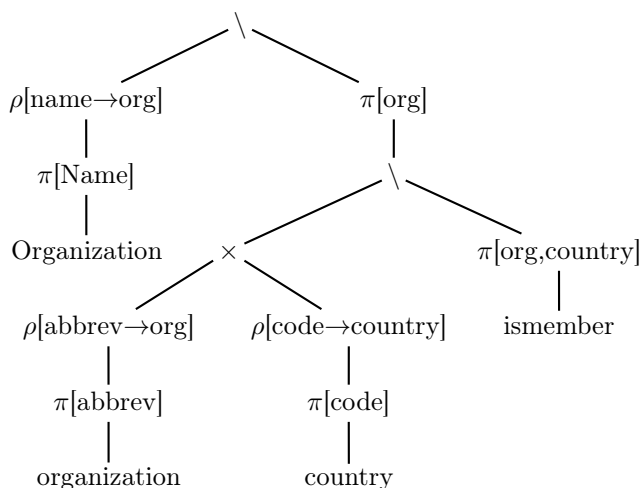 \
ρ[name→org] π[org]
π[Name] \
Organization × π[org,country]
ρ[abbrev→org] ρ[code→country] ismember
π[abbrev] π[code]
organization country